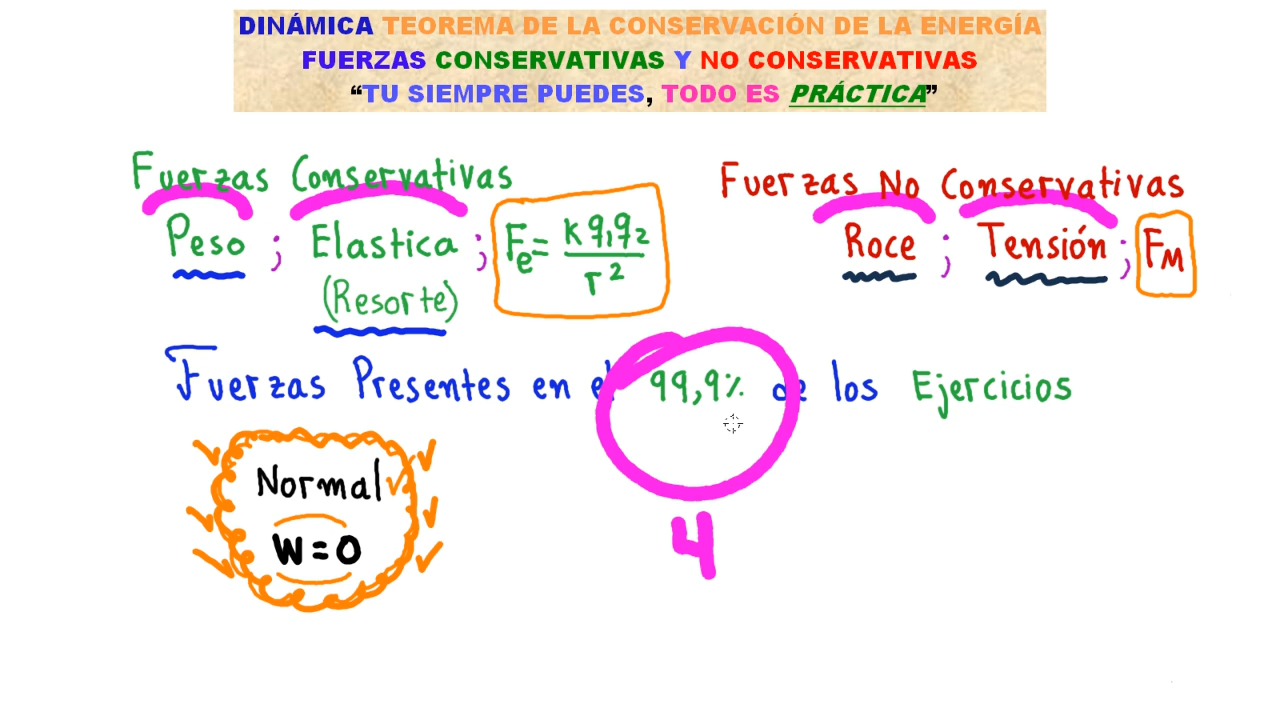 DINÁMICA TEOREMA DE LA CONSERVACIÓN DE LA ENERGÍA
FUERZAS CONSERVATIVAS Y NO CONSERVATIVAS
“TU SIEMPRE PUEDES, TODO ES PRÁCTICA”
Fuerzas Conservativas
Peso ; Elastica ; Fe = k q1 q2 / r²
(Resorte)
Fuerzas No Conservativas
Roce ; Tensión ; FM
Fuerzas Presentes en el 99,9% de los Ejercicios
Normal
W = 0
4